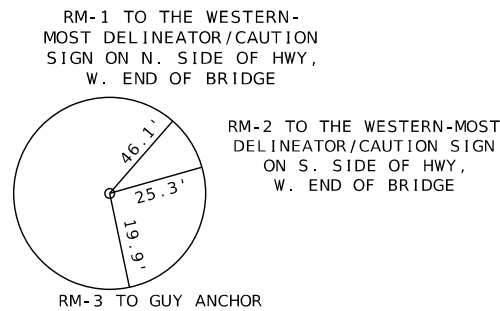 RM-1 TO THE WESTERN-
MOST DELINEATOR/CAUTION
SIGN ON N. SIDE OF HWY,
W. END OF BRIDGE
46.1'
RM-2 TO THE WESTERN-MOST
DELINEATOR/CAUTION SIGN
ON S. SIDE OF HWY,
W. END OF BRIDGE
25.3'
19.9'
RM-3 TO GUY ANCHOR